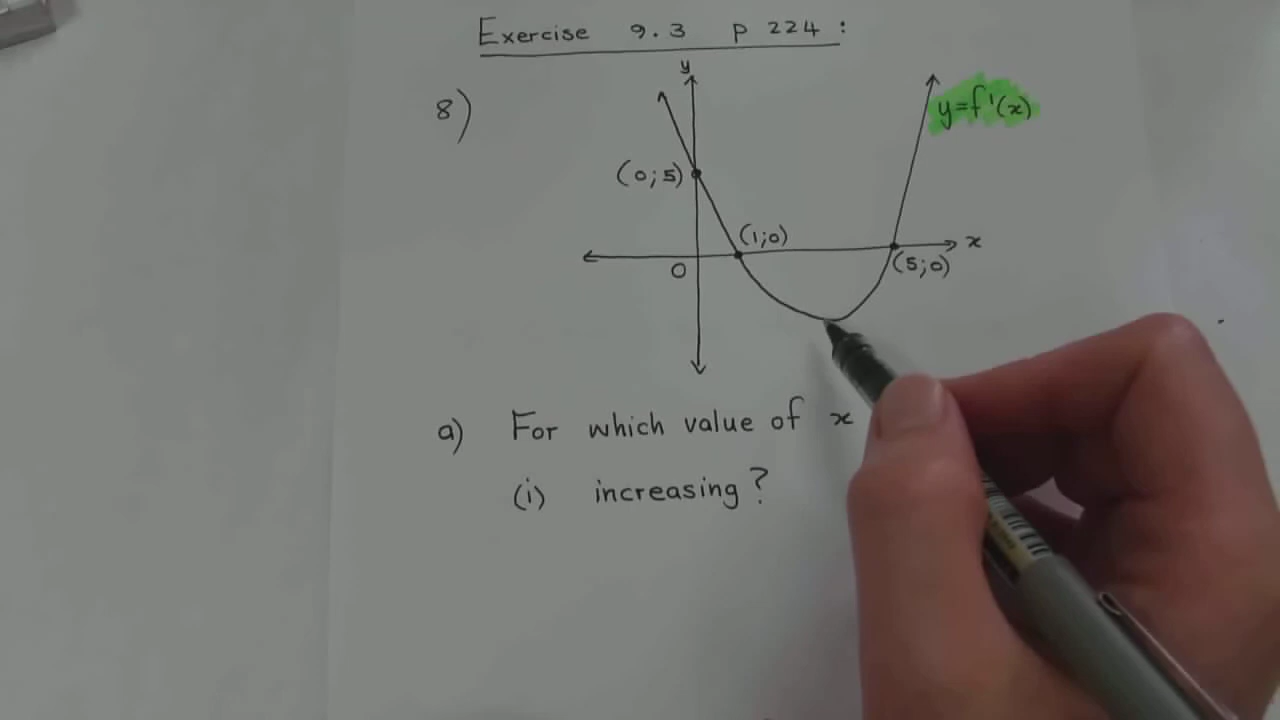 Exercise 9.3 p 224 :
8)
y
y=f'(x)
(0;5)
(1;0)
x
0
(5;0)
a) For which value of x
(i) increasing?